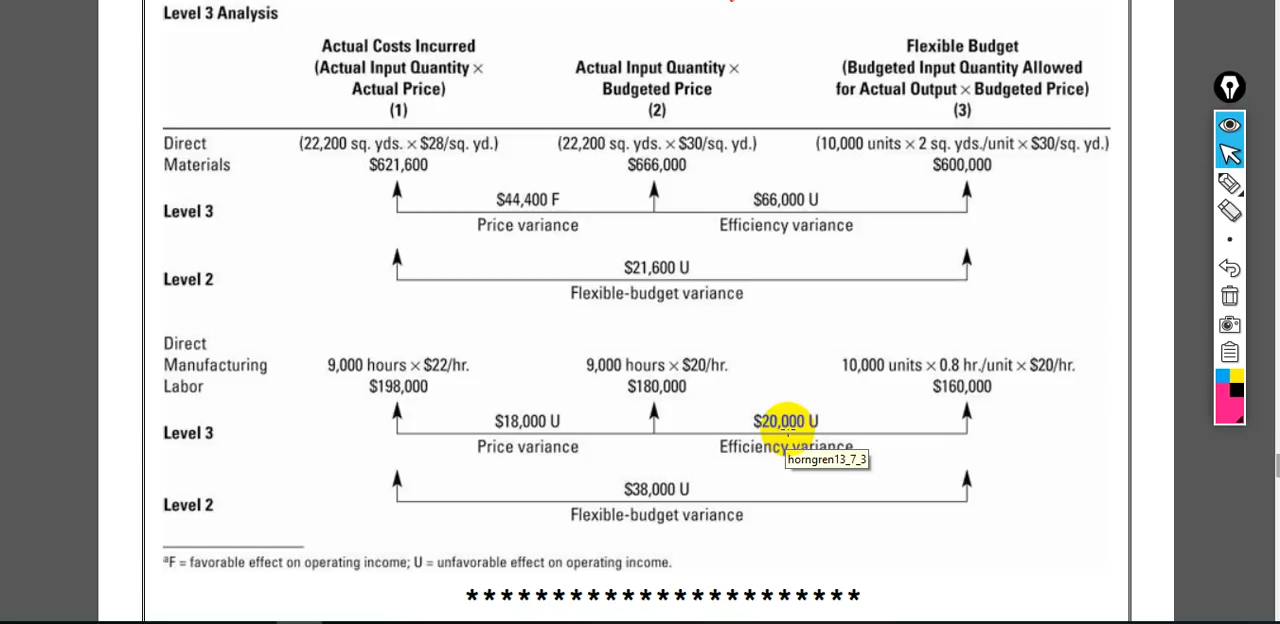 Level 3 Analysis
Actual Costs Incurred
(Actual Input Quantity ×
Actual Price)
(1)
Actual Input Quantity ×
Budgeted Price
(2)
Flexible Budget
(Budgeted Input Quantity Allowed
for Actual Output × Budgeted Price)
(3)
Direct
Materials
(22,200 sq. yds. × $28/sq. yd.)
$621,600
(22,200 sq. yds. × $30/sq. yd.)
$666,000
(10,000 units × 2 sq. yds./unit × $30/sq. yd.)
$600,000
Level 3
$44,400 F
Price variance
$66,000 U
Efficiency variance
Level 2
$21,600 U
Flexible-budget variance
Direct
Manufacturing
Labor
9,000 hours × $22/hr.
$198,000
9,000 hours × $20/hr.
$180,000
10,000 units × 0.8 hr./unit × $20/hr.
$160,000
Level 3
$18,000 U
Price variance
$20,000 U
Efficiency variance
horngren13_7_3
Level 2
$38,000 U
Flexible-budget variance
ᵃF = favorable effect on operating income; U = unfavorable effect on operating income.
* * * * * * * * * * * * * * * * * * * * * * *